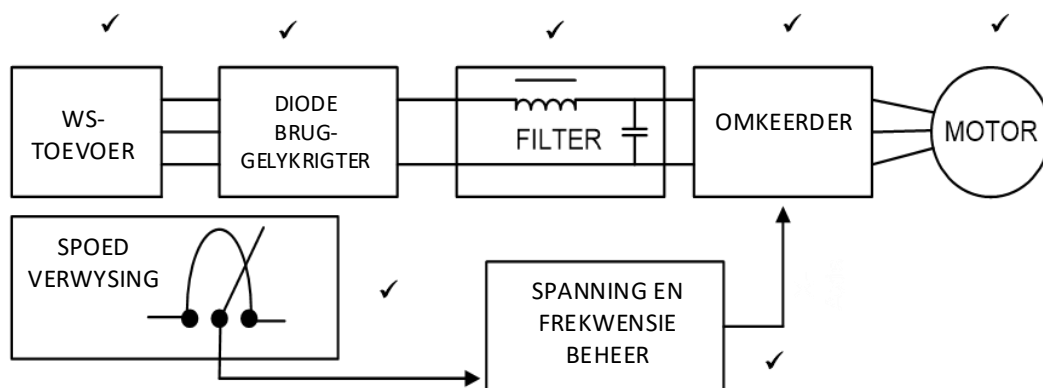 WS-
TOEVOER
DIODE
BRUG-
GELYKRIGTER
FILTER
OMKEERDER
MOTOR
SPOED
VERWYSING
SPANNING EN
FREKWENSIE
BEHEER